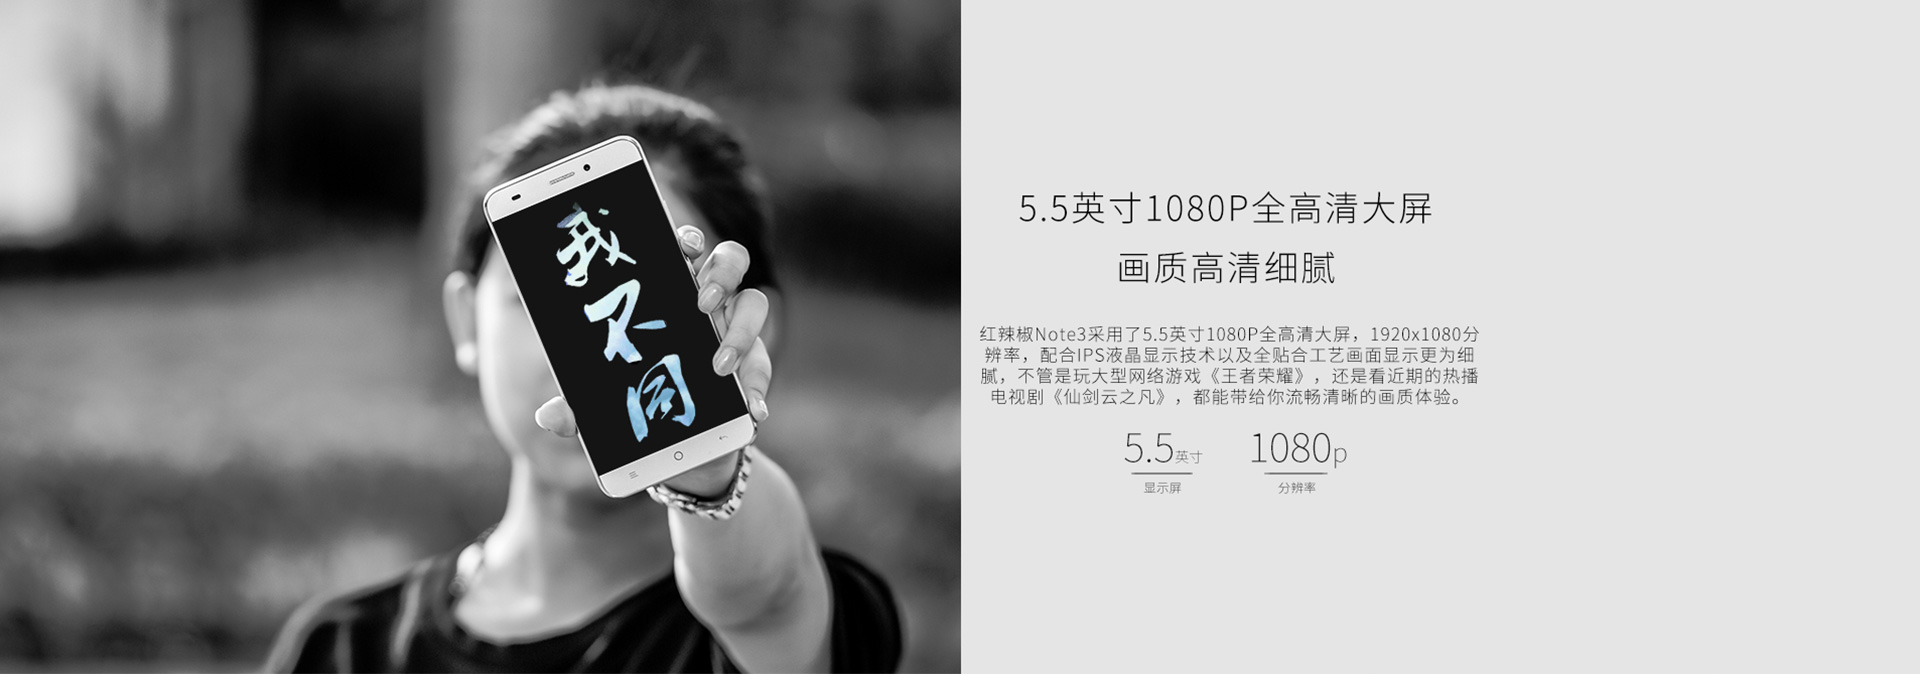 我
不
同
5.5英寸1080P全高清大屏
画质高清细腻
红辣椒Note3采用了5.5英寸1080P全高清大屏，1920x1080分
辨率，配合IPS液晶显示技术以及全贴合工艺画面显示更为细
腻，不管是玩大型网络游戏《王者荣耀》，还是看近期的热播
电视剧《仙剑云之凡》，都能带给你流畅清晰的画质体验。
5.5英寸
显示屏
1080p
分辨率